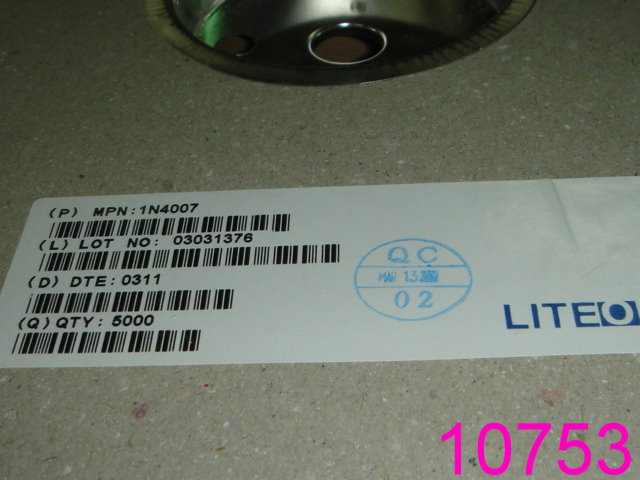 (P) MPN:1N4007
(L) LOT NO: 03031376
(D) DTE:0311
(Q) QTY: 5000
QC
MAR 13
02
LITEO
10753